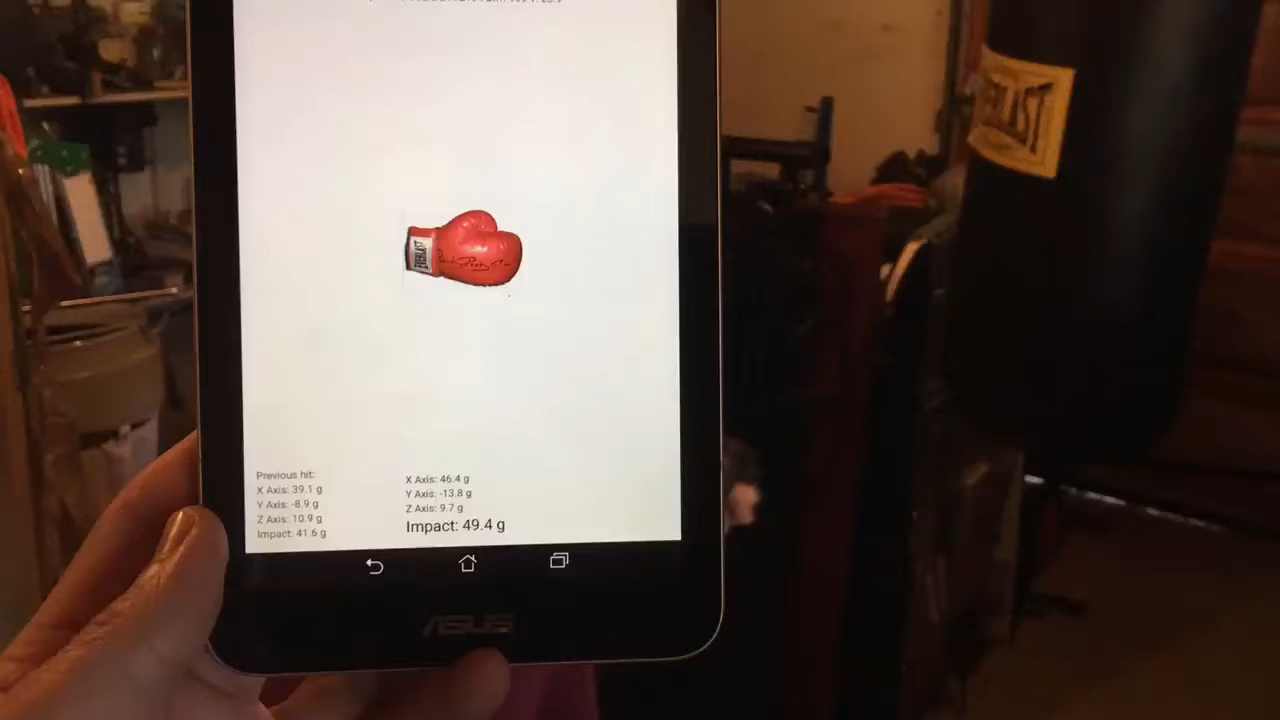 EVERLAST
Previous hit:
X Axis: 39.1 g
Y Axis: -8.9 g
Z Axis: 10.9 g
Impact: 41.6 g
X Axis: 46.4 g
Y Axis: -13.8 g
Z Axis: 9.7 g
Impact: 49.4 g
ASUS